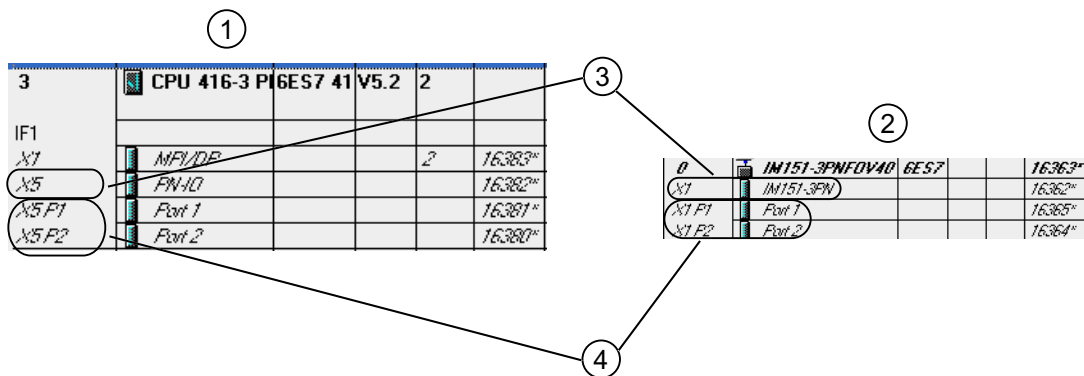 1
3 CPU 416-3 P 6ES7 41 V5.2 2
IF1
X1 MPI/DP 2 16383*
X5 PN-IO 16382*
X5 P1 Port 1 16381*
X5 P2 Port 2 16380*
3
2
0 IM151-3PNFOV40 6ES7 16363*
X1 IM151-3PN 16362*
X1 P1 Port 1 16365*
X1 P2 Port 2 16364*
4